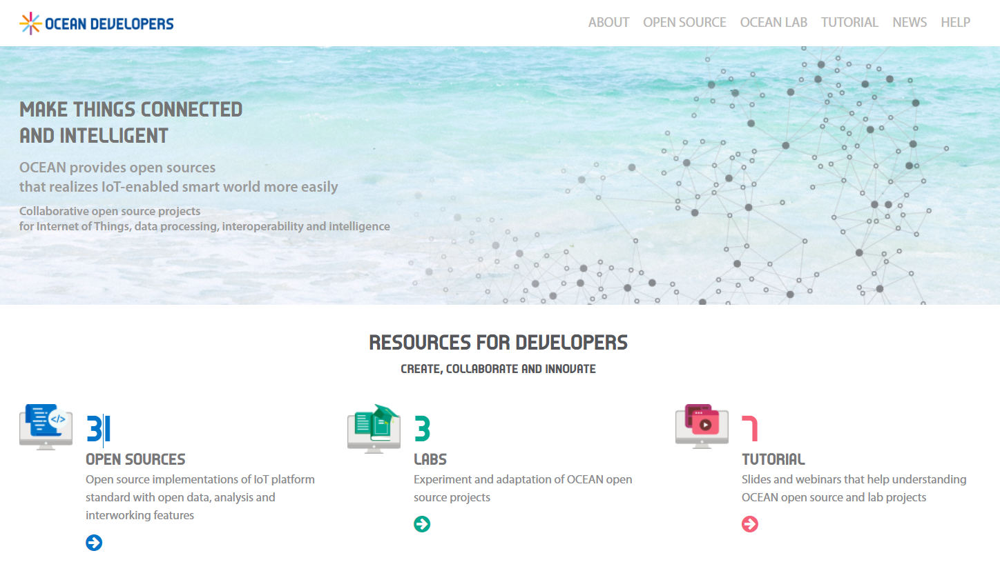 OCEAN DEVELOPERS
ABOUT OPEN SOURCE OCEAN LAB TUTORIAL NEWS HELP
MAKE THINGS CONNECTED
AND INTELLIGENT
OCEAN provides open sources
that realizes IoT-enabled smart world more easily
Collaborative open source projects
for Internet of Things, data processing, interoperability and intelligence
RESOURCES FOR DEVELOPERS
CREATE, COLLABORATE AND INNOVATE
31
OPEN SOURCES
Open source implementations of IoT platform
standard with open data, analysis and
interworking features
3
LABS
Experiment and adaptation of OCEAN open
source projects
7
TUTORIAL
Slides and webinars that help understanding
OCEAN open source and lab projects